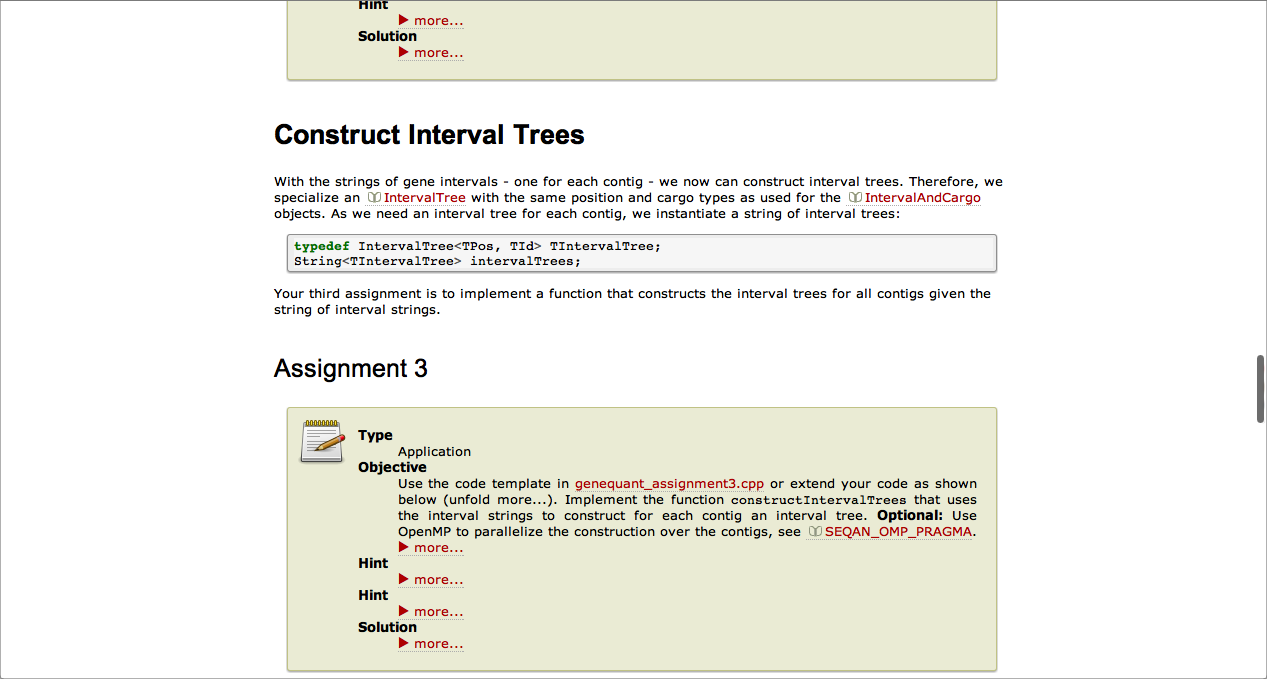 Hint
▶ more...
Solution
▶ more...
Construct Interval Trees
With the strings of gene intervals - one for each contig - we now can construct interval trees. Therefore, we
specialize an IntervalTree with the same position and cargo types as used for the IntervalAndCargo
objects. As we need an interval tree for each contig, we instantiate a string of interval trees:
typedef IntervalTree<TPos, TId> TIntervalTree;
String<TIntervalTree> intervalTrees;
Your third assignment is to implement a function that constructs the interval trees for all contigs given the
string of interval strings.
Assignment 3
Type
Application
Objective
Use the code template in genequant_assignment3.cpp or extend your code as shown
below (unfold more...). Implement the function constructIntervalTrees that uses
the interval strings to construct for each contig an interval tree. Optional: Use
OpenMP to parallelize the construction over the contigs, see SEQAN_OMP_PRAGMA.
▶ more...
Hint
▶ more...
Hint
▶ more...
Solution
▶ more...